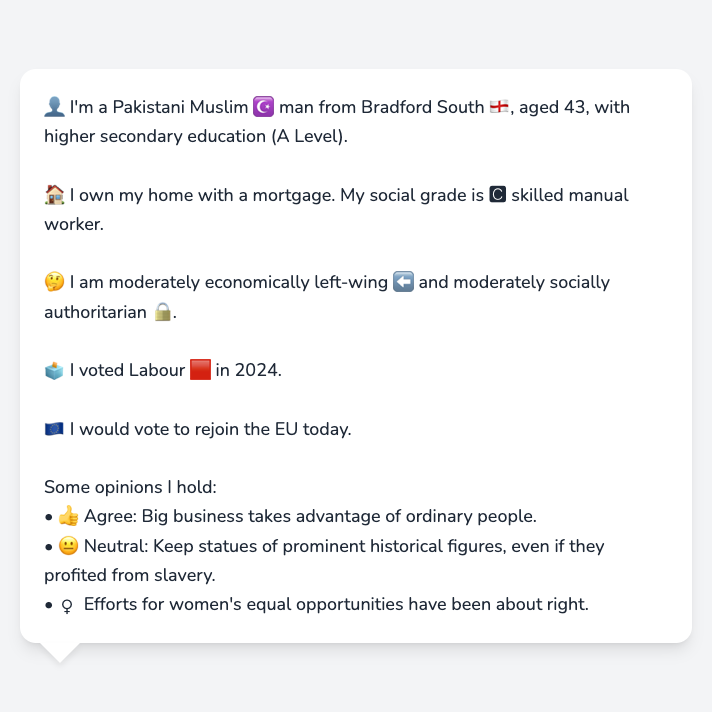 👤 I'm a Pakistani Muslim ☪️ man from Bradford South 🏴󠁧󠁢󠁥󠁮󠁧󠁿, aged 43, with
higher secondary education (A Level).
🏠 I own my home with a mortgage. My social grade is 🅲 skilled manual
worker.
🤔 I am moderately economically left-wing ⬅️ and moderately socially
authoritarian 🔒.
🗳️ I voted Labour 🟥 in 2024.
🇪🇺 I would vote to rejoin the EU today.
Some opinions I hold:
• 👍 Agree: Big business takes advantage of ordinary people.
• 😐 Neutral: Keep statues of prominent historical figures, even if they
profited from slavery.
• ♀ Efforts for women's equal opportunities have been about right.